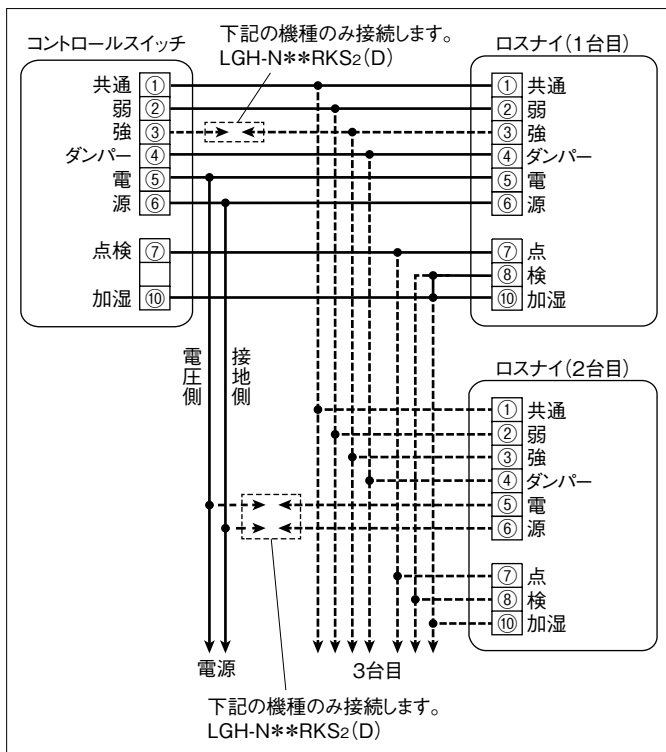 下記の機種のみ接続します。
LGH-N**RKS2(D)
コントロールスイッチ
共通 ①
弱 ②
強 ③
ダンパー ④
電 ⑤
源 ⑥
点検 ⑦
加湿 ⑩
ロスナイ(1台目)
① 共通
② 弱
③ 強
④ ダンパー
⑤ 電
⑥ 源
⑦ 点
⑧ 検
⑩ 加湿
電圧側
接地側
ロスナイ(2台目)
① 共通
② 弱
③ 強
④ ダンパー
⑤ 電
⑥ 源
⑦ 点
⑧ 検
⑩ 加湿
電源
3台目
下記の機種のみ接続します。
LGH-N**RKS2(D)